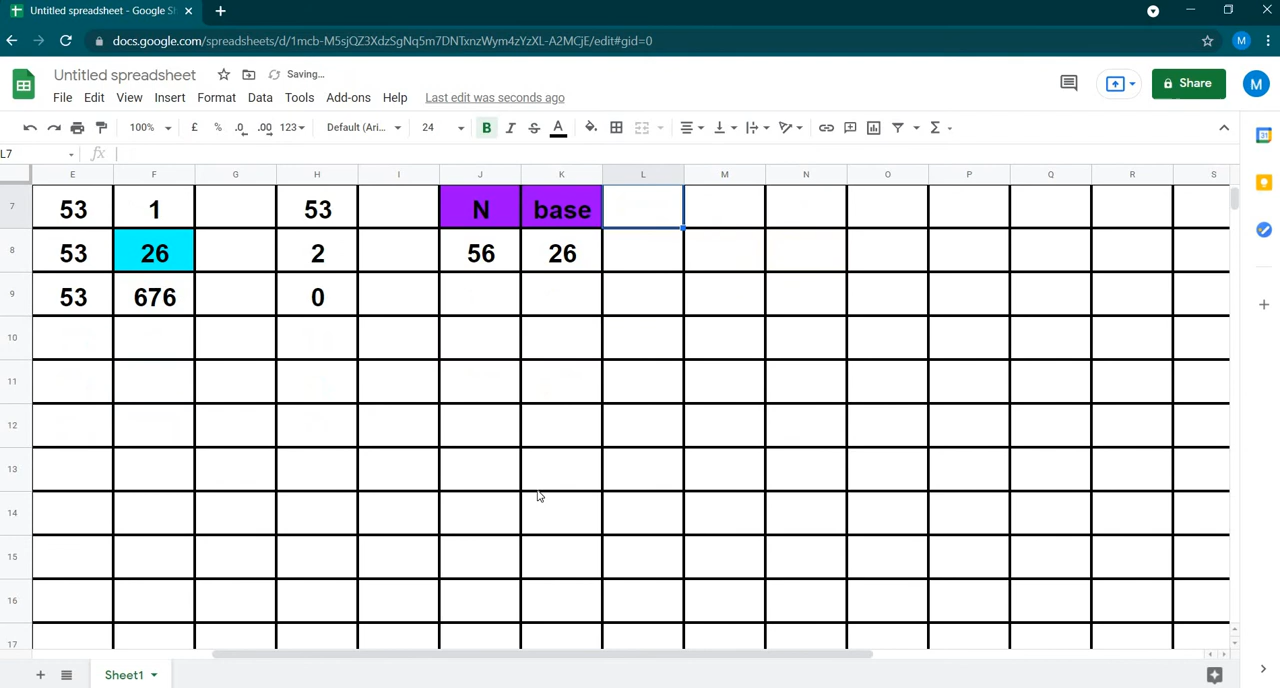 Untitled spreadsheet - Google S
docs.google.com/spreadsheets/d/1mcb-M5sjQZ3XdzSgNq5m7DNTxnzWym4zYzXL-A2MCjE/edit#gid=0
M
Untitled spreadsheet
Saving...
File Edit View Insert Format Data Tools Add-ons Help Last edit was seconds ago
Share
M
100% £ % .0 .00 123 Default (Ari... 24 B I S A Σ
31
L7 fx
E F G H I J K L M N O P Q R S
7 53 1 53 N base
8 53 26 2 56 26
9 53 676 0
10
11
12
13
14
15
16
17
Sheet1